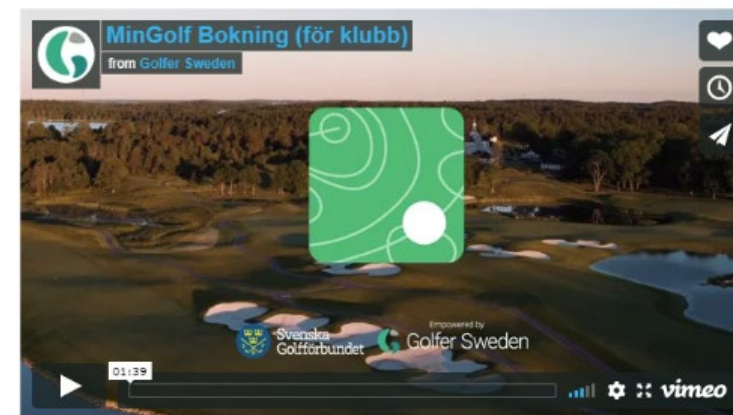 MinGolf Bokning (för klubb)
from Golfer Sweden
Svenska
Golfförbundet
Empowered by
Golfer Sweden
01:39
vimeo